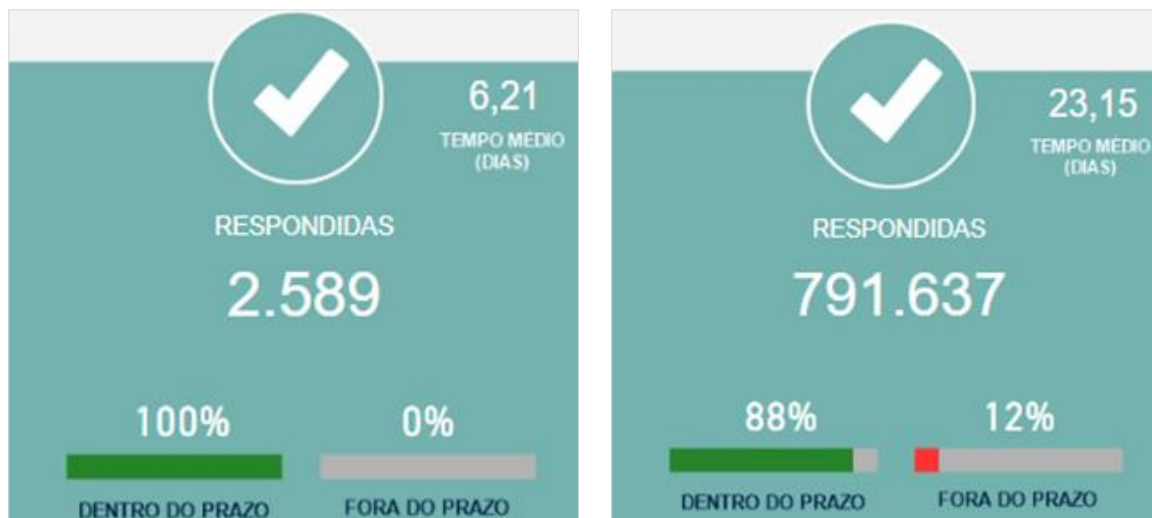 6,21
TEMPO MÉDIO
(DIAS)
RESPONDIDAS
2.589
100%
0%
DENTRO DO PRAZO
FORA DO PRAZO
23,15
TEMPO MÉDIO
(DIAS)
RESPONDIDAS
791.637
88%
12%
DENTRO DO PRAZO
FORA DO PRAZO